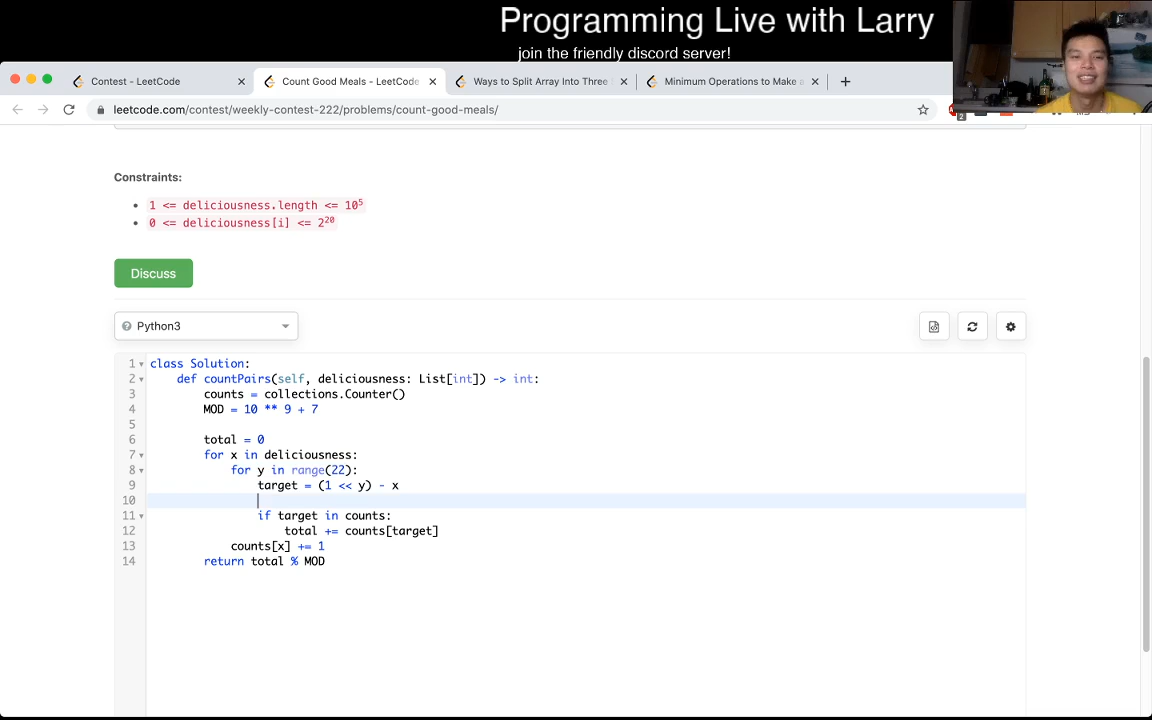 Programming Live with Larry
join the friendly discord server!
Contest - LeetCode
Count Good Meals - LeetCode
Ways to Split Array Into Three
Minimum Operations to Make a
leetcode.com/contest/weekly-contest-222/problems/count-good-meals/
2
Constraints:
1 <= deliciousness.length <= 10⁵
0 <= deliciousness[i] <= 2²⁰
Discuss
Python3
1 class Solution:
2 def countPairs(self, deliciousness: List[int]) -> int:
3 counts = collections.Counter()
4 MOD = 10 ** 9 + 7
5
6 total = 0
7 for x in deliciousness:
8 for y in range(22):
9 target = (1 << y) - x
10
11 if target in counts:
12 total += counts[target]
13 counts[x] += 1
14 return total % MOD